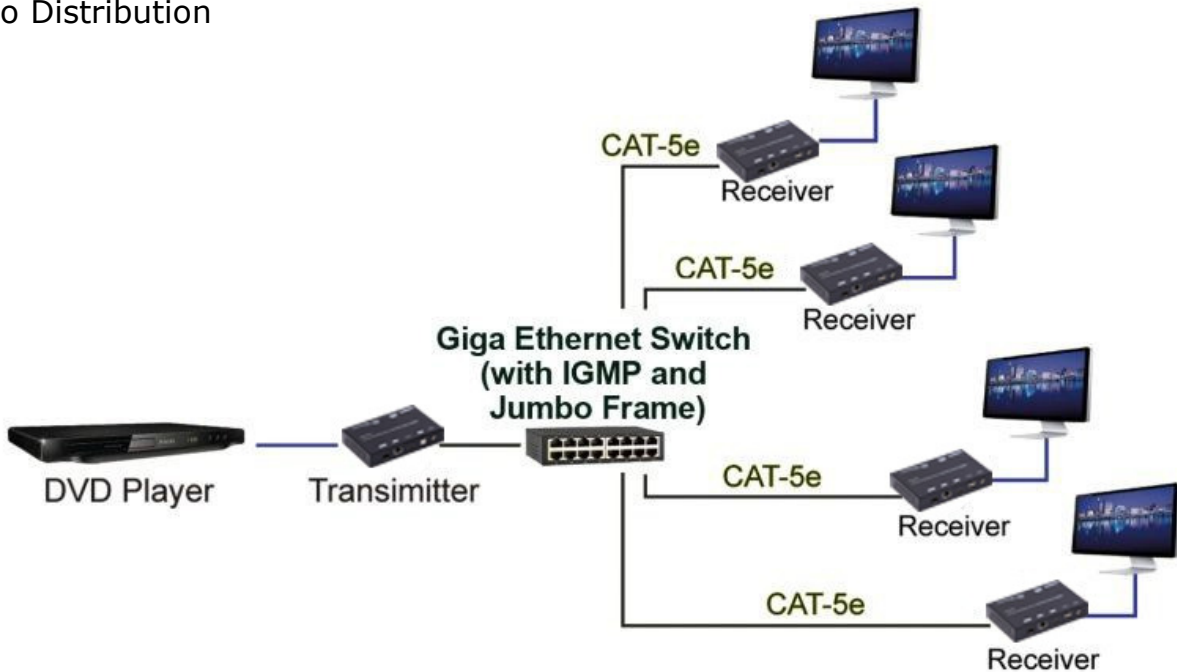 o Distribution
CAT-5e
Receiver
CAT-5e
Receiver
Giga Ethernet Switch
(with IGMP and
Jumbo Frame)
DVD Player
Transimitter
CAT-5e
Receiver
CAT-5e
Receiver